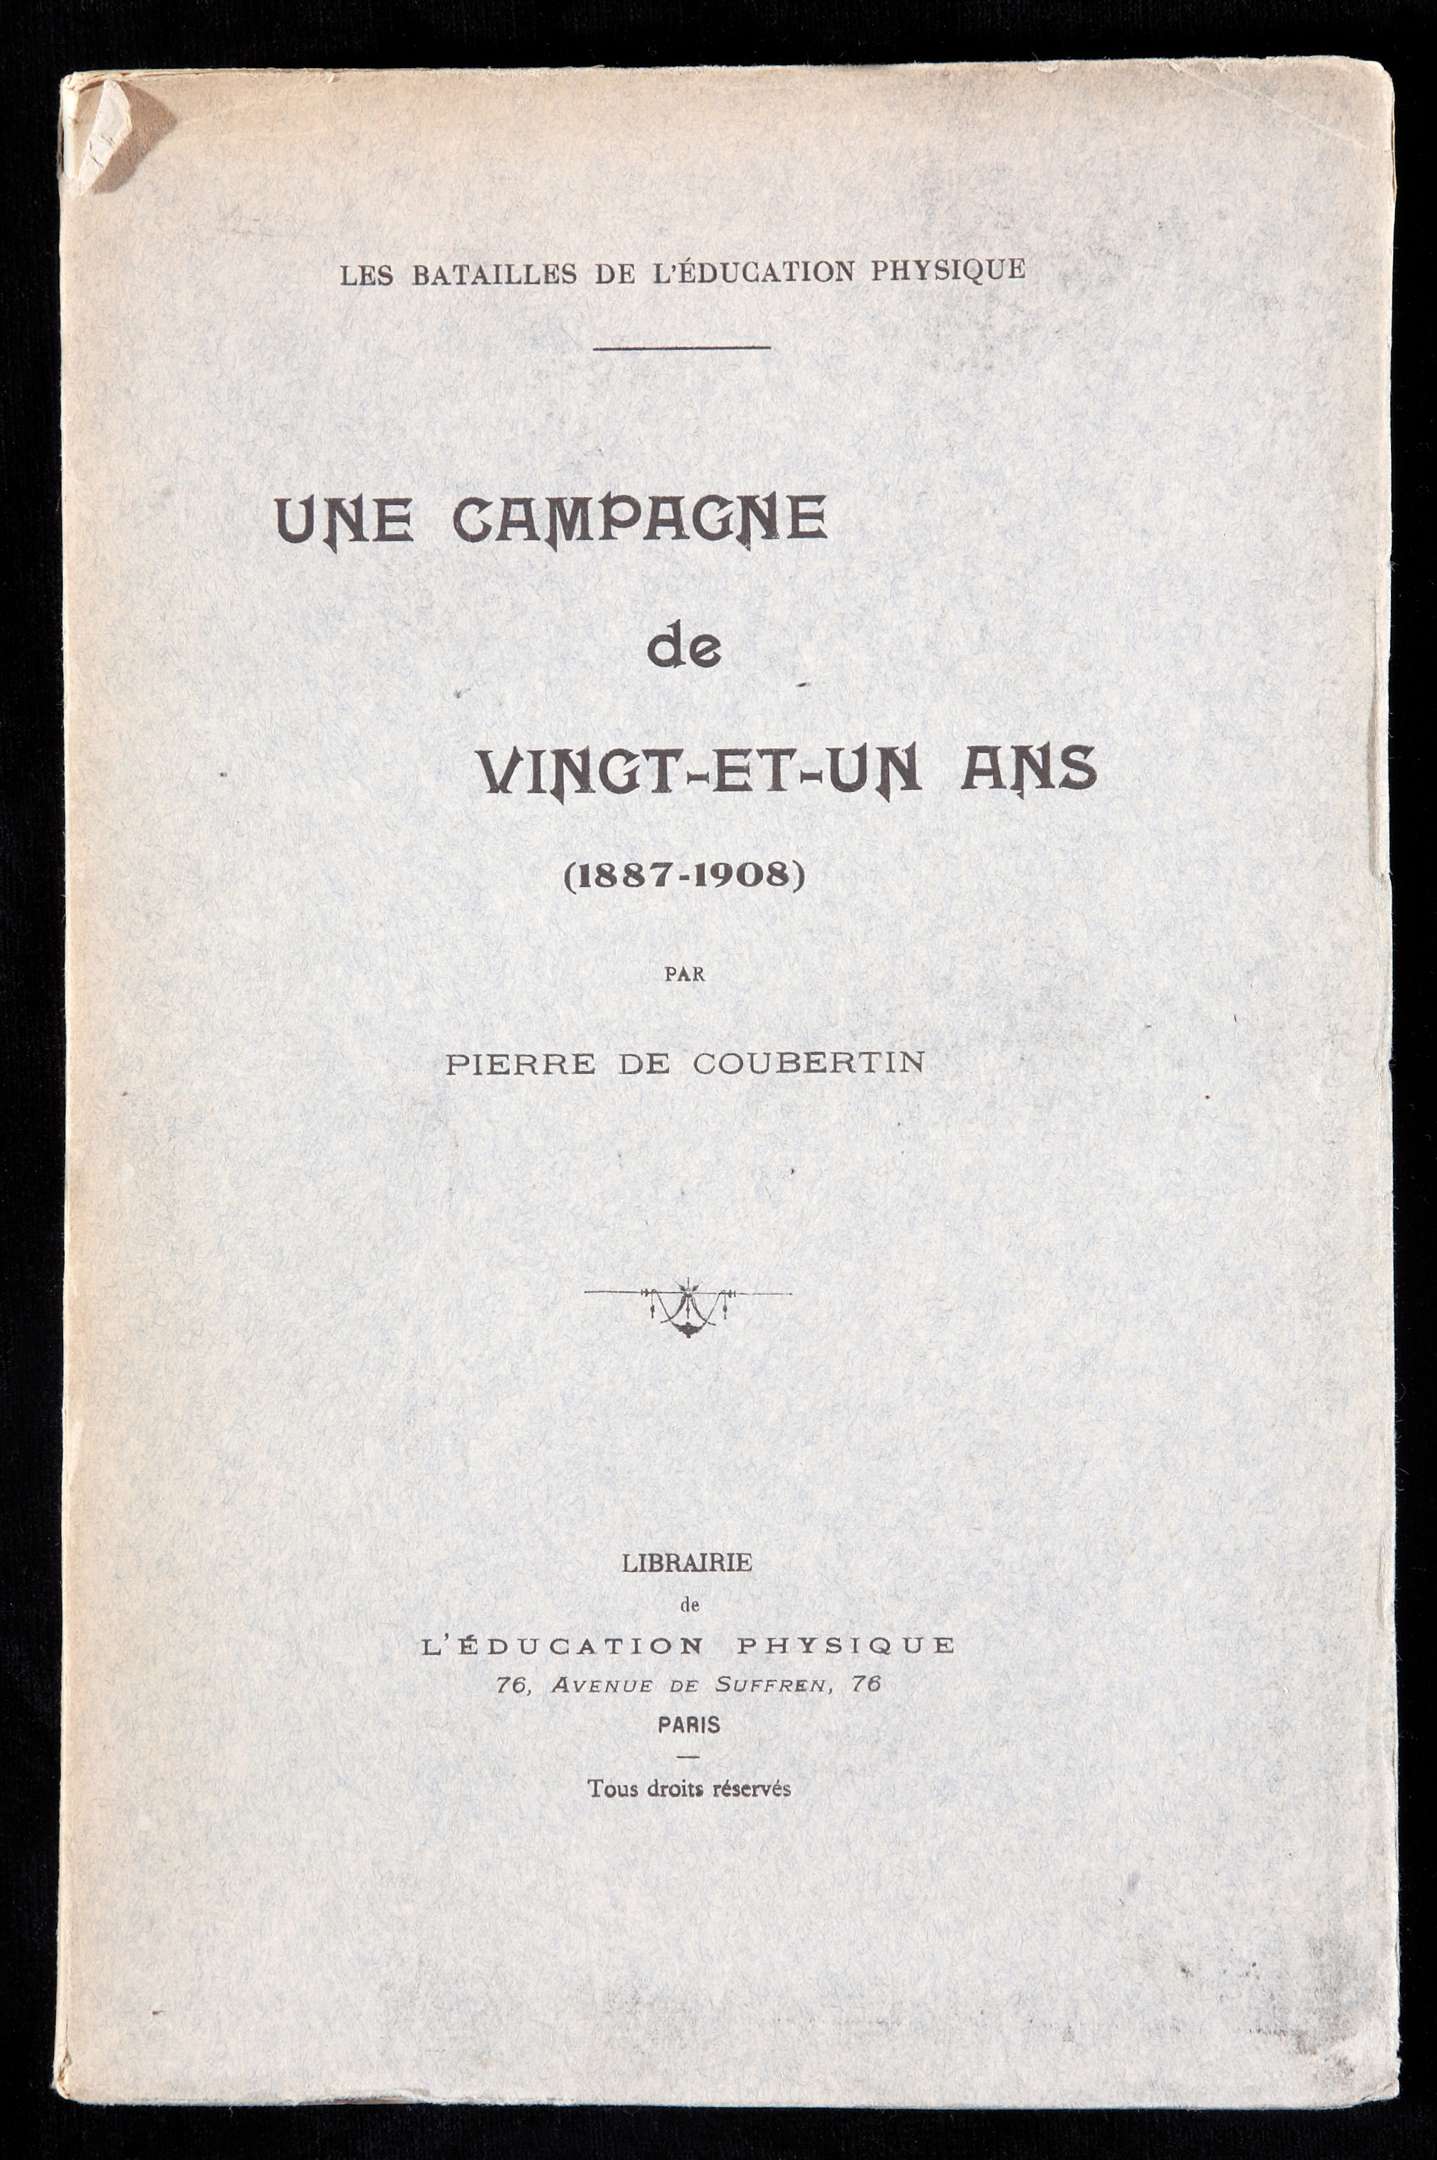 LES BATAILLES DE L'ÉDUCATION PHYSIQUE
UNE CAMPAGNE
de
VINGT-ET-UN ANS
(1887-1908)
PAR
PIERRE DE COUBERTIN
LIBRAIRIE
de
L'ÉDUCATION PHYSIQUE
76, AVENUE DE SUFFREN, 76
PARIS
Tous droits réservés